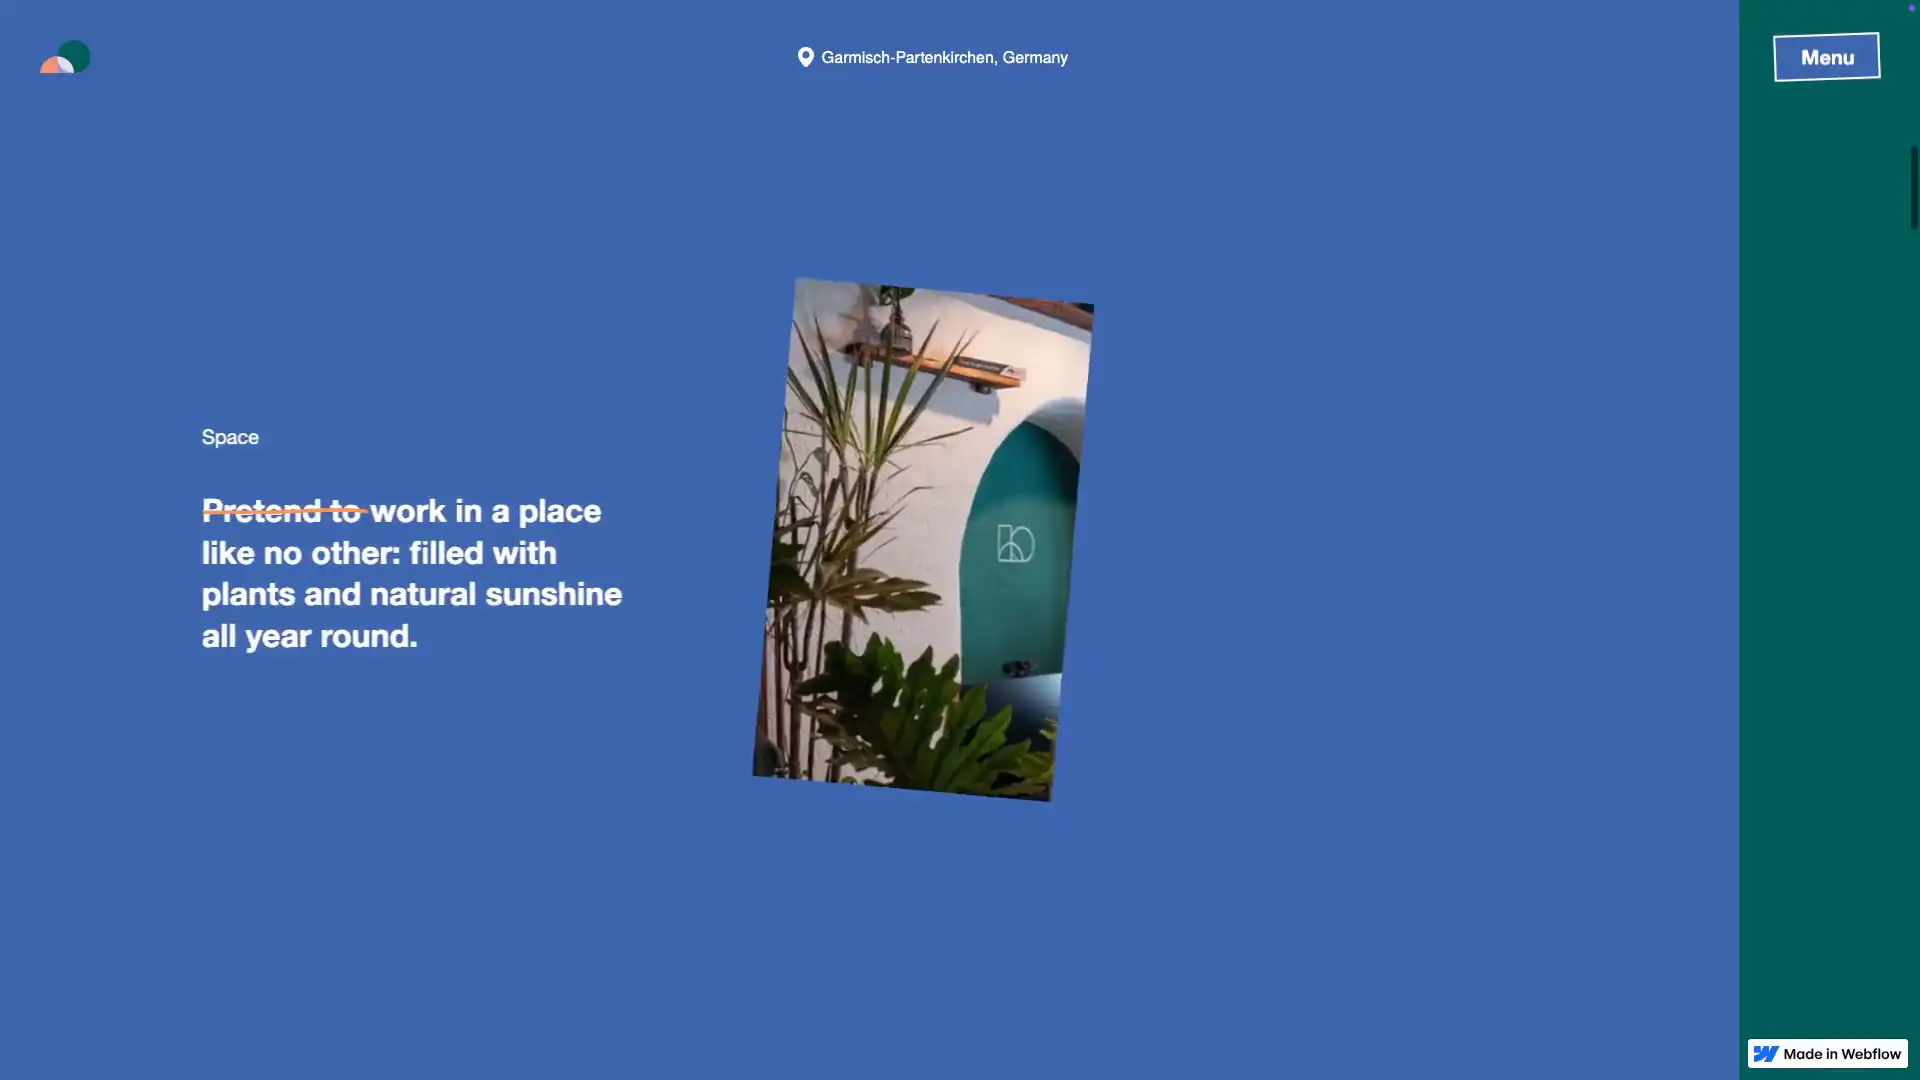 Garmisch-Partenkirchen, Germany
Menu
Space
Pretend to work in a place
like no other: filled with
plants and natural sunshine
all year round.
Made in Webflow